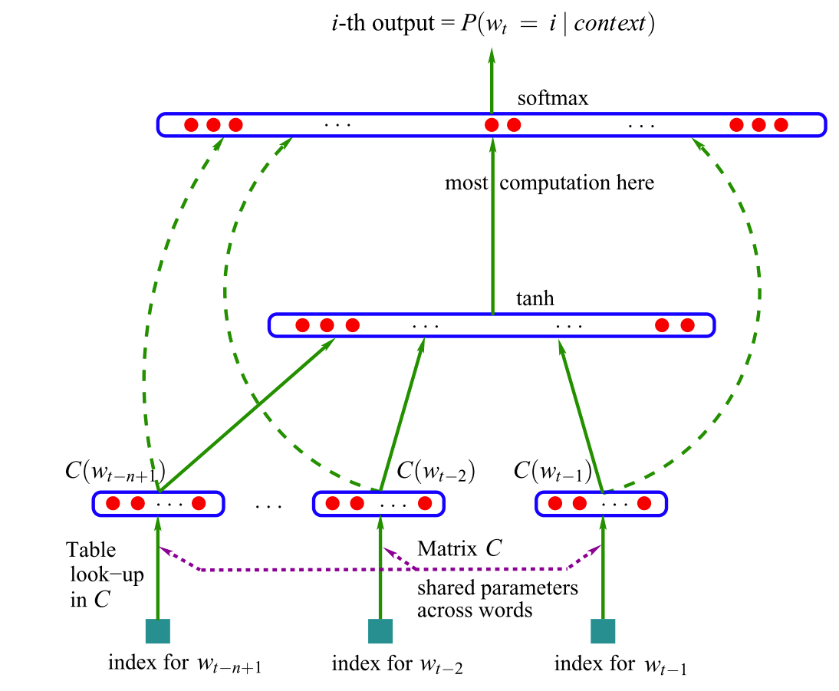 i-th output = P(w_t = i | context)
softmax
. . .
. . .
most computation here
tanh
. . .
. . .
C(w_{t−n+1})
C(w_{t−2})
C(w_{t−1})
. . .
. . .
. . .
. . .
Table
look−up
in C
Matrix C
shared parameters
across words
index for w_{t−n+1}
index for w_{t−2}
index for w_{t−1}